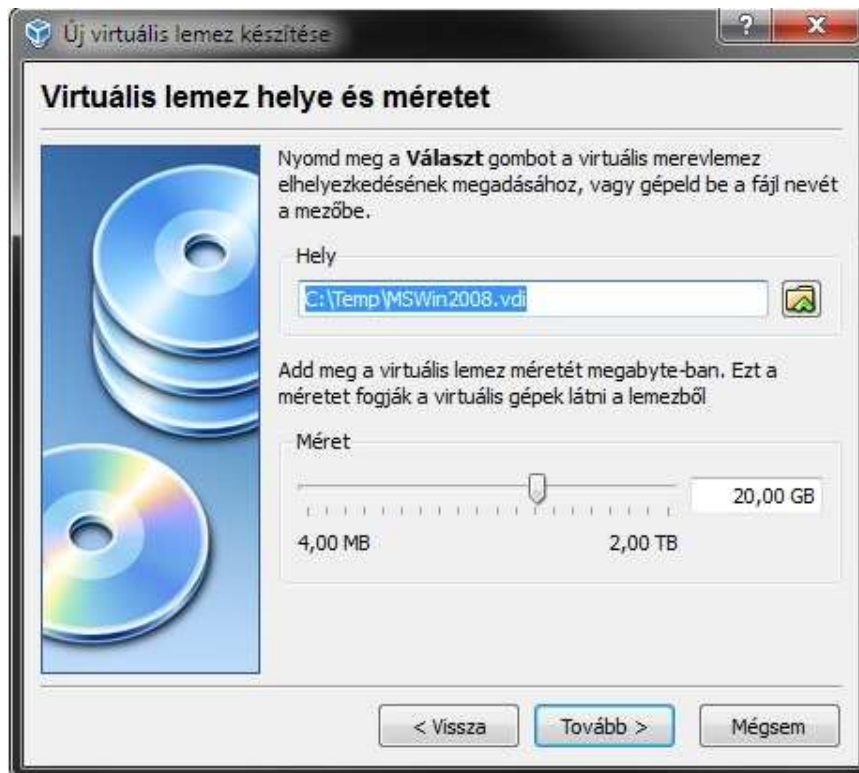 Új virtuális lemez készítése
?
X
Virtuális lemez helye és méretet
Nyomd meg a Választ gombot a virtuális merevlemez
elhelyezkedésének megadásához, vagy gépeld be a fájl nevét
a mezőbe.
Hely
C:\Temp\MSWin2008.vdi
Add meg a virtuális lemez méretét megabyte-ban. Ezt a
méretet fogják a virtuális gépek látni a lemezből
Méret
20,00 GB
4,00 MB 2,00 TB
< Vissza Tovább > Mégsem